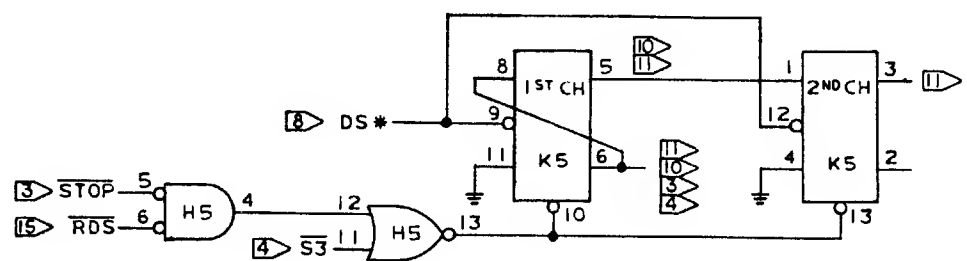 10
11
8 5 1 3
1ST CH 2ND CH 11
8 DS* 9 12
11 K5 6 11 4 K5 2
10
3
4
3 STOP 5
10 13
H5 4 12
15 RDS 6 H5 13
4 S3 11